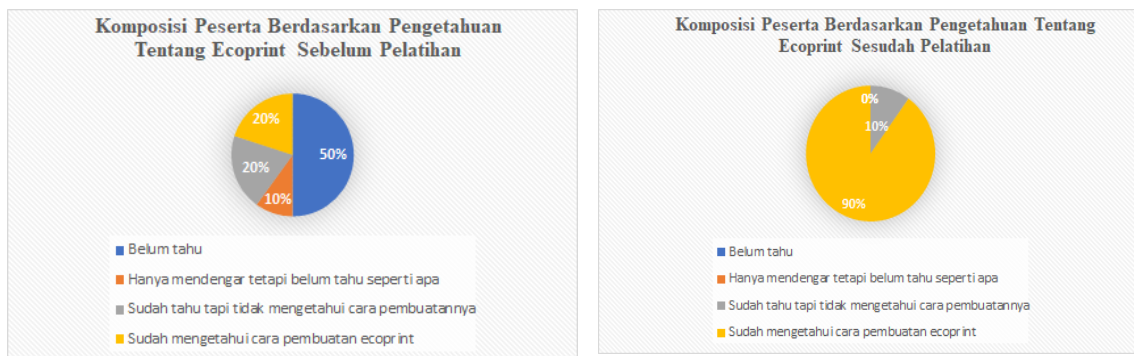 Komposisi Peserta Berdasarkan Pengetahuan
Tentang Ecoprint Sebelum Pelatihan
20%
50%
20%
10%
Belum tahu
Hanya mendengar tetapi belum tahu seperti apa
Sudah tahu tapi tidak mengetahui cara pembuatannya
Sudah mengetahui cara pembuatan ecoprint
Komposisi Peserta Berdasarkan Pengetahuan Tentang
Ecoprint Sesudah Pelatihan
0%
10%
90%
Belum tahu
Hanya mendengar tetapi belum tahu seperti apa
Sudah tahu tapi tidak mengetahui cara pembuatannya
Sudah mengetahui cara pembuatan ecoprint